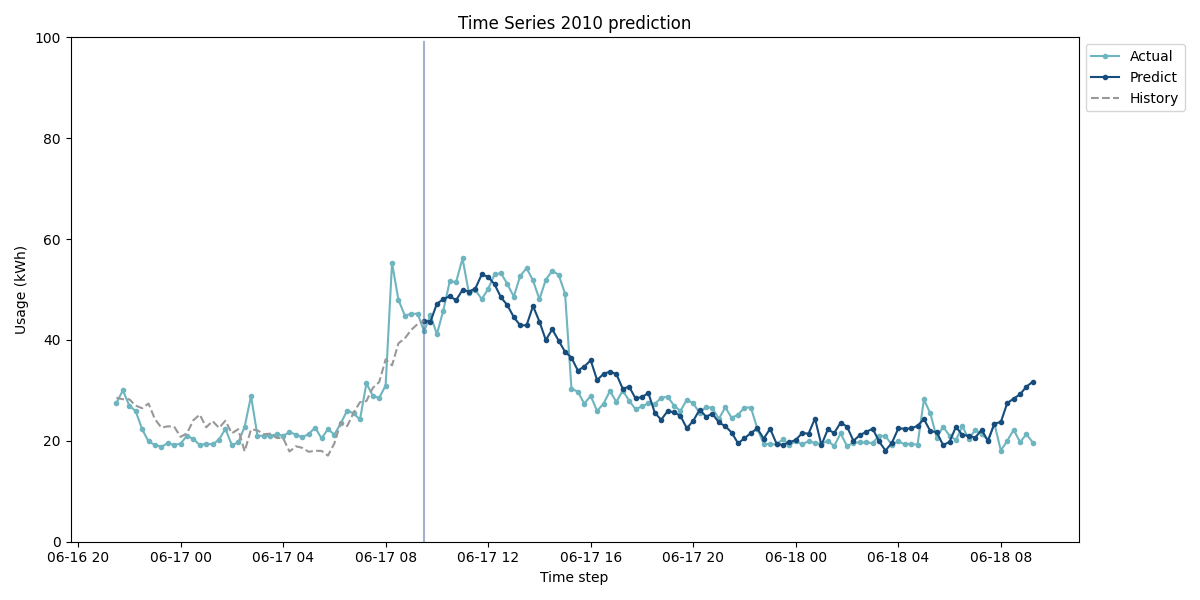 Time Series 2010 prediction
Usage (kWh)
100
80
60
40
20
0
06-16 20
06-17 00
06-17 04
06-17 08
06-17 12
06-17 16
06-17 20
06-18 00
06-18 04
06-18 08
Time step
Actual
Predict
History